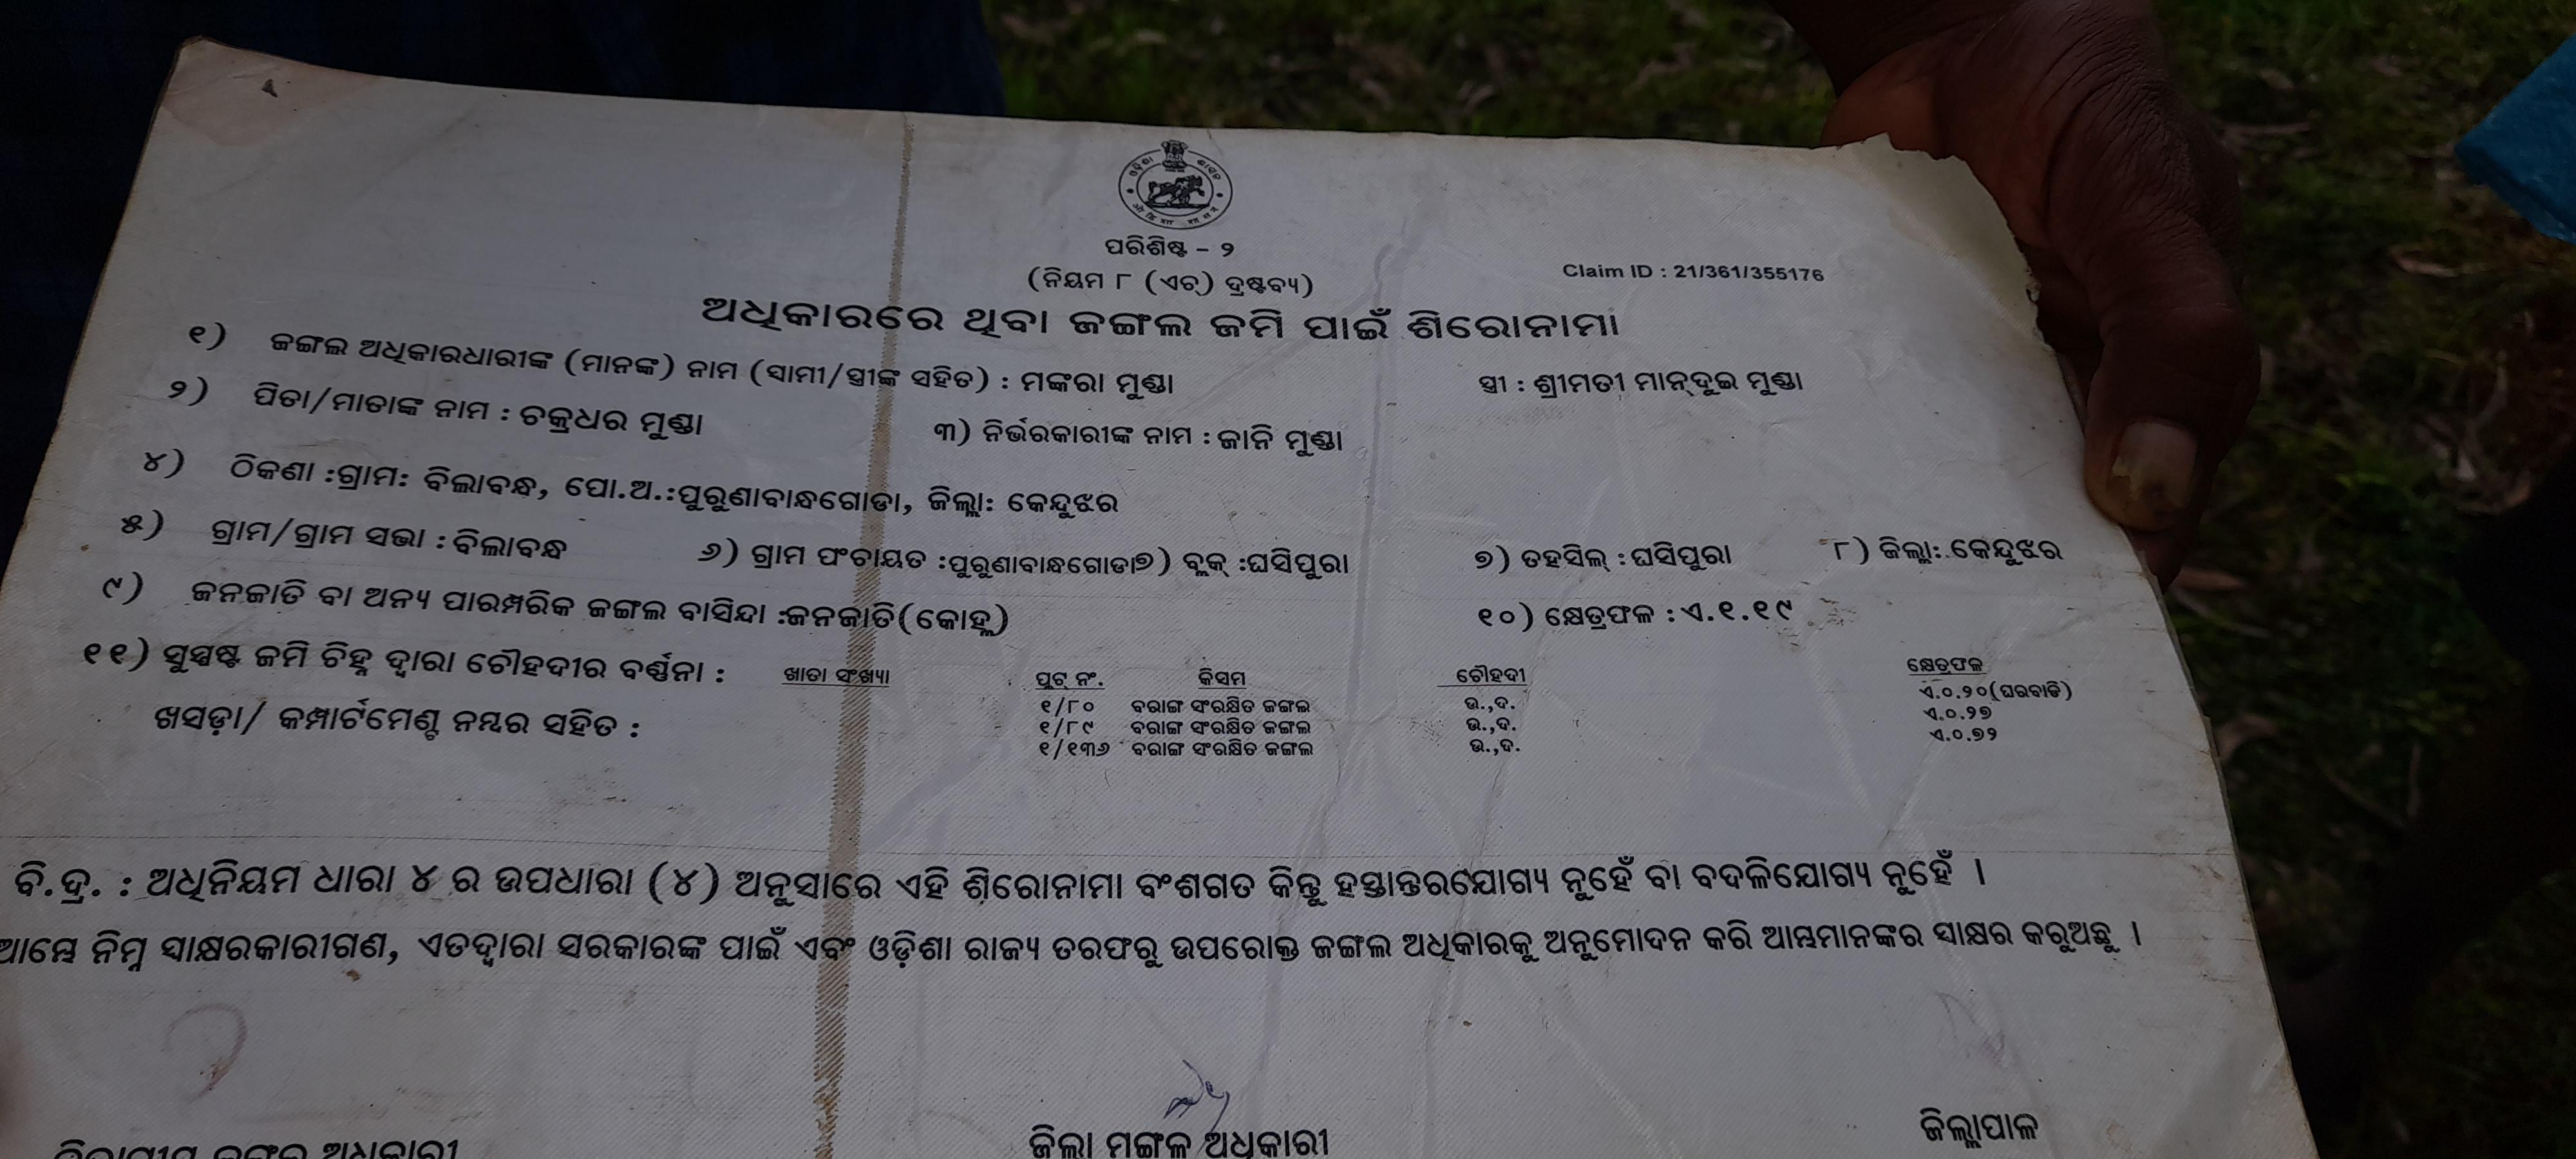 ପରିଶିଷ୍ଟ - ୨
(ନିୟମ ୮ (ଏଚ୍) ଦ୍ରଷ୍ଟବ୍ୟ)
Claim ID : 21/361/355176
ଅଧିକାରରେ ଥିବା ଜଙ୍ଗଲ ଜମି ପାଇଁ ଶିରୋନାମା
୧) ଜଙ୍ଗଲ ଅଧିକାରଧାରୀଙ୍କ (ମାନଙ୍କ) ନାମ (ସାମୀ/ସ୍ତ୍ରୀଙ୍କ ସହିତ) : ମଙ୍କରା ମୁଣ୍ଡା ସ୍ତ୍ରୀ : ଶ୍ରୀମତୀ ମାନ୍ଦୁଇ ମୁଣ୍ଡା
୨) ପିତା/ମାତାଙ୍କ ନାମ : ଚକ୍ରଧର ମୁଣ୍ଡା ୩) ନିର୍ଭରକାରୀଙ୍କ ନାମ : ଜାନି ମୁଣ୍ଡା
୪) ଠିକଣା :ଗ୍ରାମ: ବିଲାବନ୍ଧ, ପୋ.ଅ.:ପୁରୁଣାବାନ୍ଧଗୋଡା, ଜିଲ୍ଲା: କେନ୍ଦୁଝର
୫) ଗ୍ରାମ/ଗ୍ରାମ ସଭା : ବିଲାବନ୍ଧ ୬) ଗ୍ରାମ ପଂଚାୟତ :ପୁରୁଣାବାନ୍ଧଗୋଡା ୭) ବ୍ଲକ୍ :ଘସିପୁରା ୭) ତହସିଲ୍ : ଘସିପୁରା ୮) ଜିଲ୍ଲା: କେନ୍ଦୁଝର
୯) ଜନଜାତି ବା ଅନ୍ୟ ପାରମ୍ପରିକ ଜଙ୍ଗଲ ବାସିନ୍ଦା :ଜନଜାତି(କୋହ୍ଲ) ୧୦) କ୍ଷେତ୍ରଫଳ : ଏ.୧.୧୯
୧୧) ସୁସ୍ପଷ୍ଟ ଜମି ଚିହ୍ନ ଦ୍ୱାରା ଚୌହଦୀର ବର୍ଣ୍ଣନା : ଖାତା ସଂଖ୍ୟା ପ୍ଲଟ୍ ନଂ. କିସମ ଚୌହଦୀ କ୍ଷେତ୍ରଫଳ
୧/୮୦ ବରାଙ୍ଗ ସଂରକ୍ଷିତ ଜଙ୍ଗଲ ଉ.,ଦ. ଏ.୦.୨୦(ଘରବାଡି)
ଖସଡ଼ା/ କମ୍ପାର୍ଟମେଣ୍ଟ ନମ୍ବର ସହିତ : ୧/୮୯ ବରାଙ୍ଗ ସଂରକ୍ଷିତ ଜଙ୍ଗଲ ଉ.,ଦ. ଏ.୦.୨୭
୧/୧୩୬ ବରାଙ୍ଗ ସଂରକ୍ଷିତ ଜଙ୍ଗଲ ଉ.,ଦ. ଏ.୦.୭୨
ବି.ଦ୍ର. : ଅଧିନିୟମ ଧାରା ୪ ର ଉପଧାରା (୪) ଅନୁସାରେ ଏହି ଶିରୋନାମା ବଂଶଗତ କିନ୍ତୁ ହସ୍ତାନ୍ତରଯୋଗ୍ୟ ନୁହେଁ ବା ବଦଳିଯୋଗ୍ୟ ନୁହେଁ ।
ଆମ୍ଭେ ନିମ୍ନ ସାକ୍ଷରକାରୀଗଣ, ଏତଦ୍ୱାରା ସରକାରଙ୍କ ପାଇଁ ଏବଂ ଓଡ଼ିଶା ରାଜ୍ୟ ତରଫରୁ ଉପରୋକ୍ତ ଜଙ୍ଗଲ ଅଧିକାରକୁ ଅନୁମୋଦନ କରି ଆମ୍ଭମାନଙ୍କର ସାକ୍ଷର କରୁଅଛୁ ।
ଜଙ୍ଗଲ ଅଧିକାରୀ ଜିଲା ମଙ୍ଗଳ ଅଧିକାରୀ ଜିଲ୍ଲାପାଳ